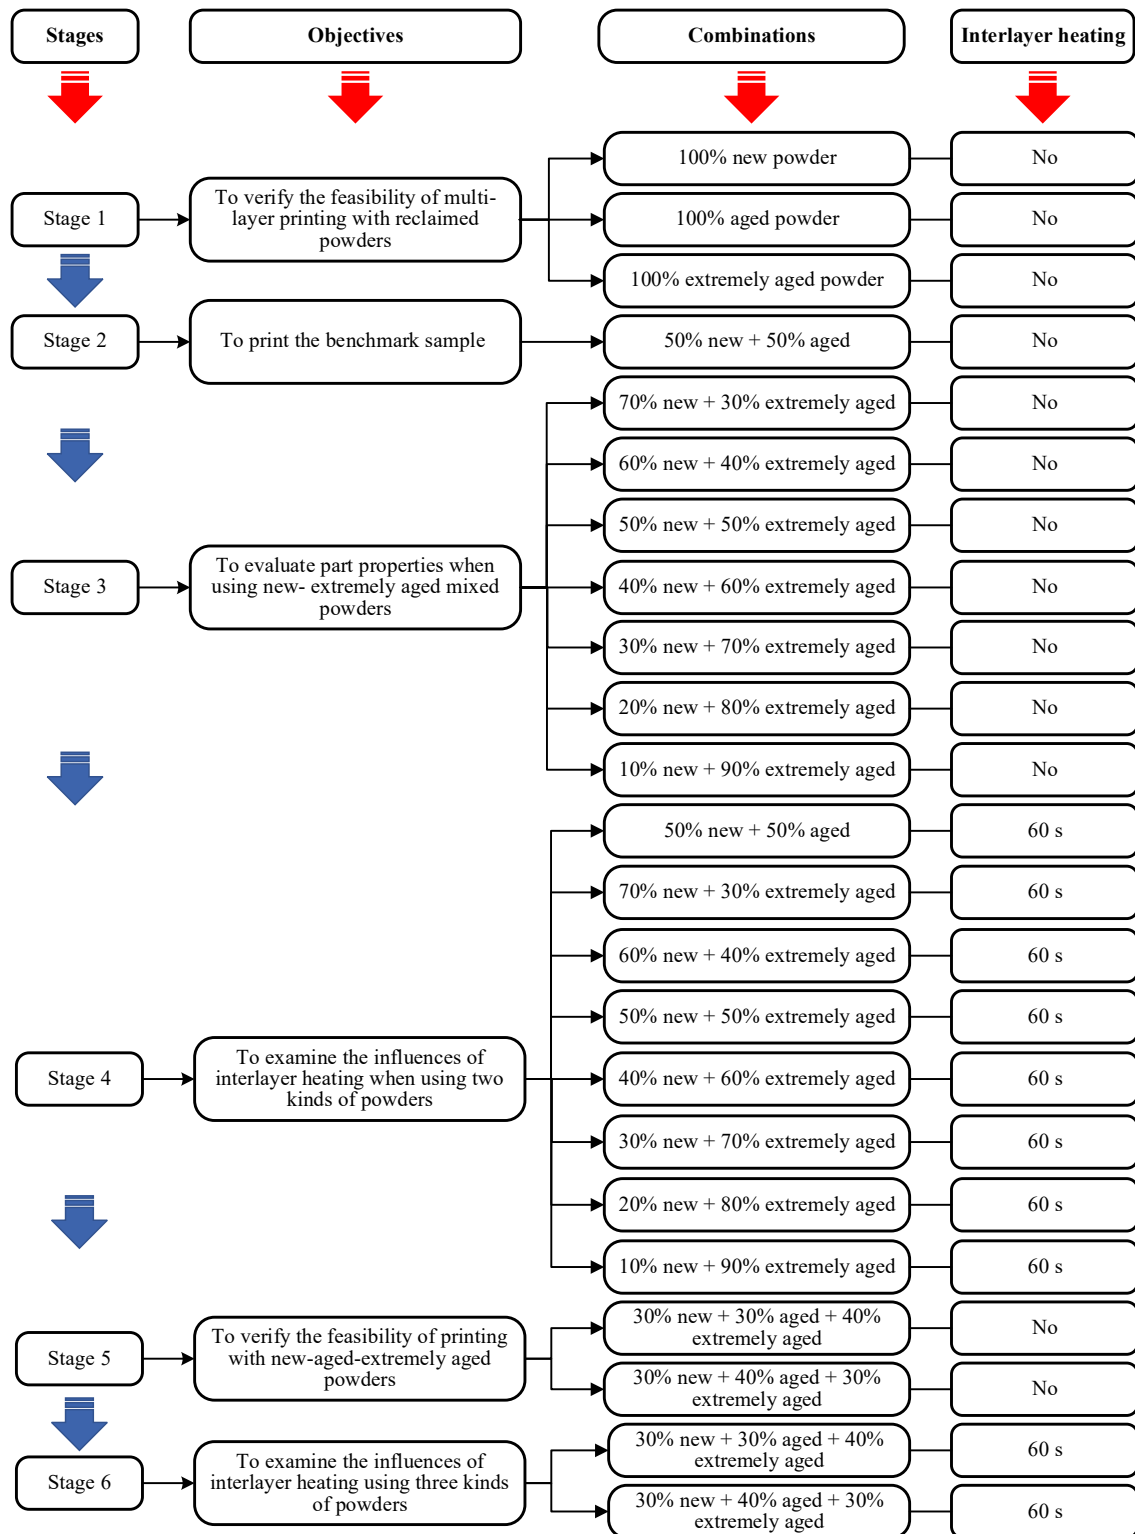 Stages
Objectives
Combinations
Interlayer heating
Stage 1
To verify the feasibility of multi-
layer printing with reclaimed
powders
100% new powder
No
100% aged powder
No
100% extremely aged powder
No
Stage 2
To print the benchmark sample
50% new + 50% aged
No
Stage 3
To evaluate part properties when
using new- extremely aged mixed
powders
70% new + 30% extremely aged
No
60% new + 40% extremely aged
No
50% new + 50% extremely aged
No
40% new + 60% extremely aged
No
30% new + 70% extremely aged
No
20% new + 80% extremely aged
No
10% new + 90% extremely aged
No
Stage 4
To examine the influences of
interlayer heating when using two
kinds of powders
50% new + 50% aged
60 s
70% new + 30% extremely aged
60 s
60% new + 40% extremely aged
60 s
50% new + 50% extremely aged
60 s
40% new + 60% extremely aged
60 s
30% new + 70% extremely aged
60 s
20% new + 80% extremely aged
60 s
10% new + 90% extremely aged
60 s
Stage 5
To verify the feasibility of printing
with new-aged-extremely aged
powders
30% new + 30% aged + 40%
extremely aged
No
30% new + 40% aged + 30%
extremely aged
No
Stage 6
To examine the influences of
interlayer heating using three kinds
of powders
30% new + 30% aged + 40%
extremely aged
60 s
30% new + 40% aged + 30%
extremely aged
60 s